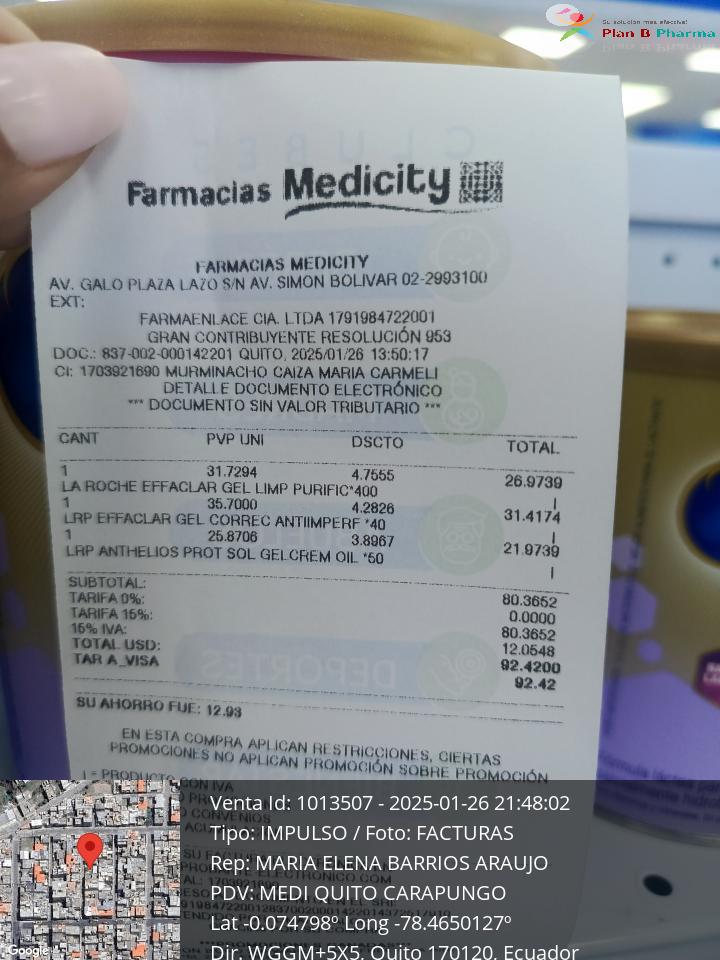 Su solución mas efectiva!
Plan B Pharma
Farmacias Medicity
FARMACIAS MEDICITY
AV. GALO PLAZA LAZO S/N AV. SIMON BOLIVAR 02-2993100
EXT:
FARMAENLACE CIA. LTDA 1791984722001
GRAN CONTRIBUYENTE RESOLUCIÓN 953
DOC.: 837-002-000142201 QUITO, 2025/01/26 13:50:17
CI: 1703921690 MURMINACHO CAIZA MARIA CARMELI
DETALLE DOCUMENTO ELECTRÓNICO
*** DOCUMENTO SIN VALOR TRIBUTARIO ***
CANT PVP UNI DSCTO TOTAL
1 31.7294 4.7555 26.9739
LA ROCHE EFFACLAR GEL LIMP PURIFIC*400 I
1 35.7000 4.2826 31.4174
LRP EFFACLAR GEL CORREC ANTIIMPERF *40 I
1 25.8706 3.8967 21.9739
LRP ANTHELIOS PROT SOL GELCREM OIL *50 I
SUBTOTAL: 80.3652
TARIFA 0%: 0.0000
TARIFA 15%: 80.3652
15% IVA: 12.0548
TOTAL USD: 92.4200
TAR A_VISA 92.42
SU AHORRO FUE: 12.93
EN ESTA COMPRA APLICAN RESTRICCIONES, CIERTAS
PROMOCIONES NO APLICAN PROMOCIÓN SOBRE PROMOCIÓN
I = PRODUCTO CON IVA
Venta Id: 1013507 - 2025-01-26 21:48:02
Tipo: IMPULSO / Foto: FACTURAS
Rep: MARIA ELENA BARRIOS ARAUJO
PDV: MEDI QUITO CARAPUNGO
Lat -0.074798º Long -78.4650127º
Dir. WGGM+5X5, Quito 170120, Ecuador
Google